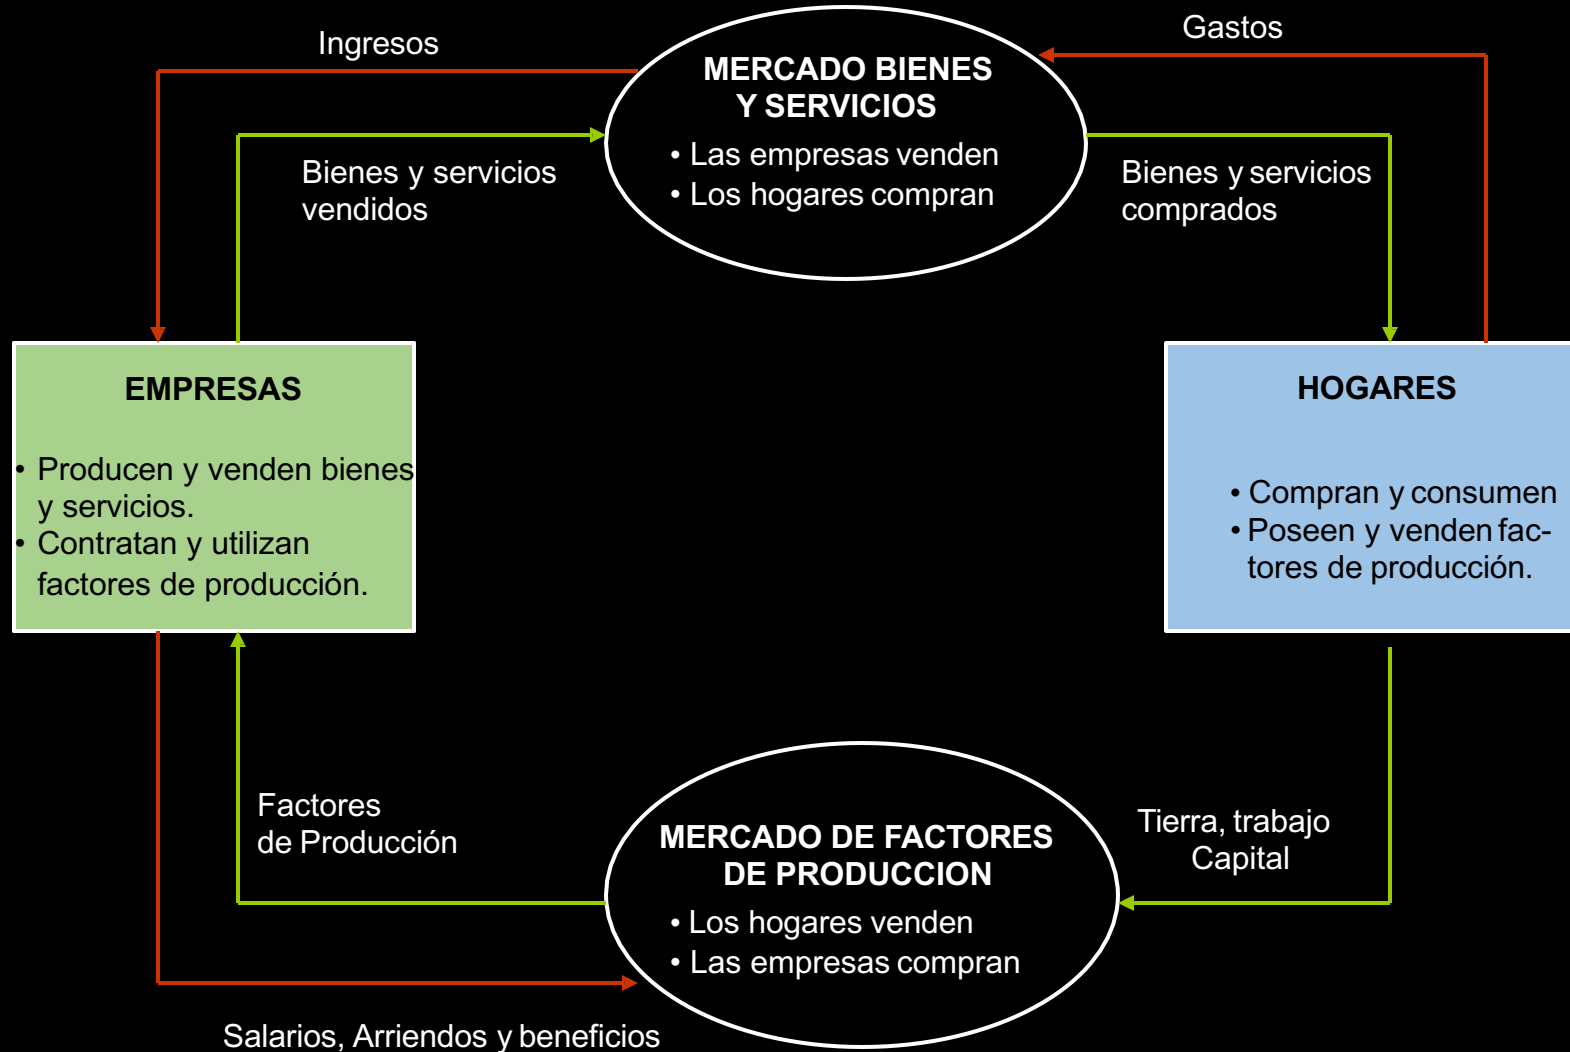 Ingresos
Gastos
MERCADO BIENES
Y SERVICIOS
• Las empresas venden
• Los hogares compran
Bienes y servicios
vendidos
Bienes y servicios
comprados
EMPRESAS
• Producen y venden bienes
y servicios.
• Contratan y utilizan
factores de producción.
HOGARES
• Compran y consumen
• Poseen y venden fac-
tores de producción.
Factores
de Producción
MERCADO DE FACTORES
DE PRODUCCION
• Los hogares venden
• Las empresas compran
Tierra, trabajo
Capital
Salarios, Arriendos y beneficios